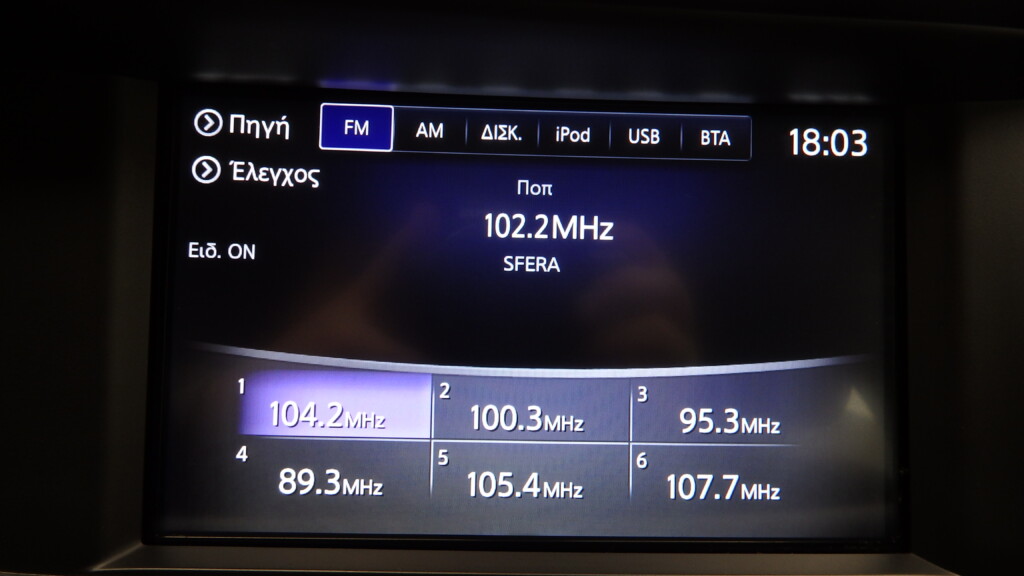 Πηγή FM AM ΔΙΣΚ. iPod USB BTA 18:03
Έλεγχος
Ποπ
102.2MHz
Ειδ. ON
SFERA
1 104.2MHz 2 100.3MHz 3 95.3MHz
4 89.3MHz 5 105.4MHz 6 107.7MHz